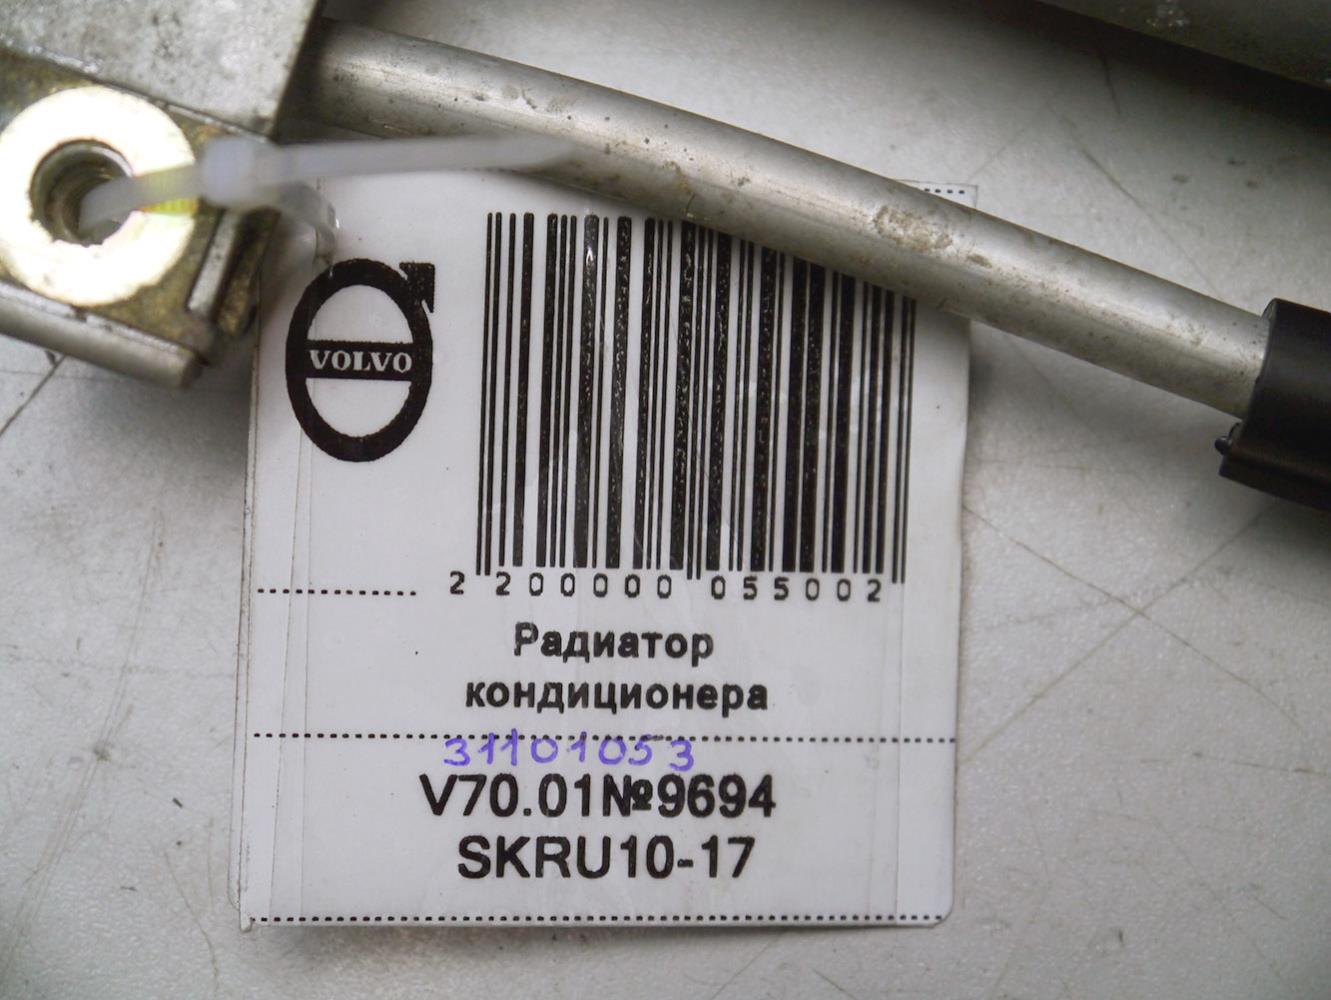 VOLVO
2 200000 055002
Радиатор
кондиционера
31101053
V70.01№9694
SKRU10-17